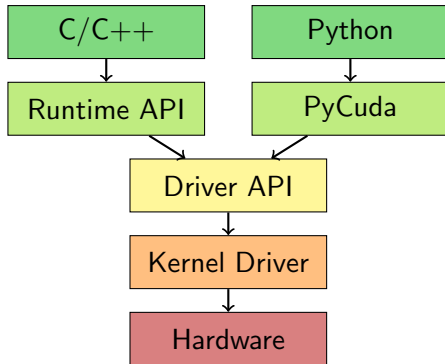 C/C++
Python
Runtime API
PyCuda
Driver API
Kernel Driver
Hardware